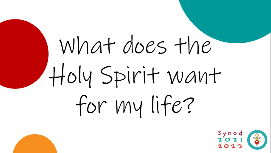 What does the
Holy Spirit want
for my life?
Synod
2021
2023